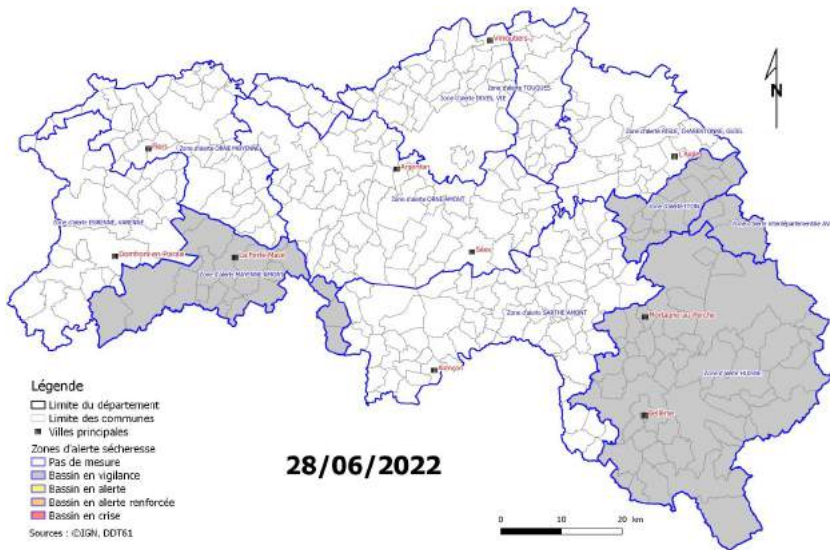 Vimoutiers
Zone d'alerte TOUQUES
Zone d'alerte DIVES, VIE
N
Zone d'alerte RISLE, CHARENTONNE, GUIEL
Flers
Zone d'alerte ORNE MOYENNE
L'Aigle
Argentan
Zone d'alerte ORNE AMONT
Zone d'alerte ITON
Zone d'alerte EGRENNE, VARENNE
Zone d'alerte interdépartementale AV
Domfront-en-Poiraie
La Ferté-Macé
Sées
Zone d'alerte MAYENNE AMONT
Zone d'alerte SARTHE AMONT
Mortagne-au-Perche
Alençon
Zone d'alerte HUISNE
Bellême
Légende
Limite du département
Limite des communes
Villes principales
Zones d'alerte sécheresse
Pas de mesure
Bassin en vigilance
Bassin en alerte
Bassin en alerte renforcée
Bassin en crise
Sources : ©IGN, DDT61
28/06/2022
0 10 20 km